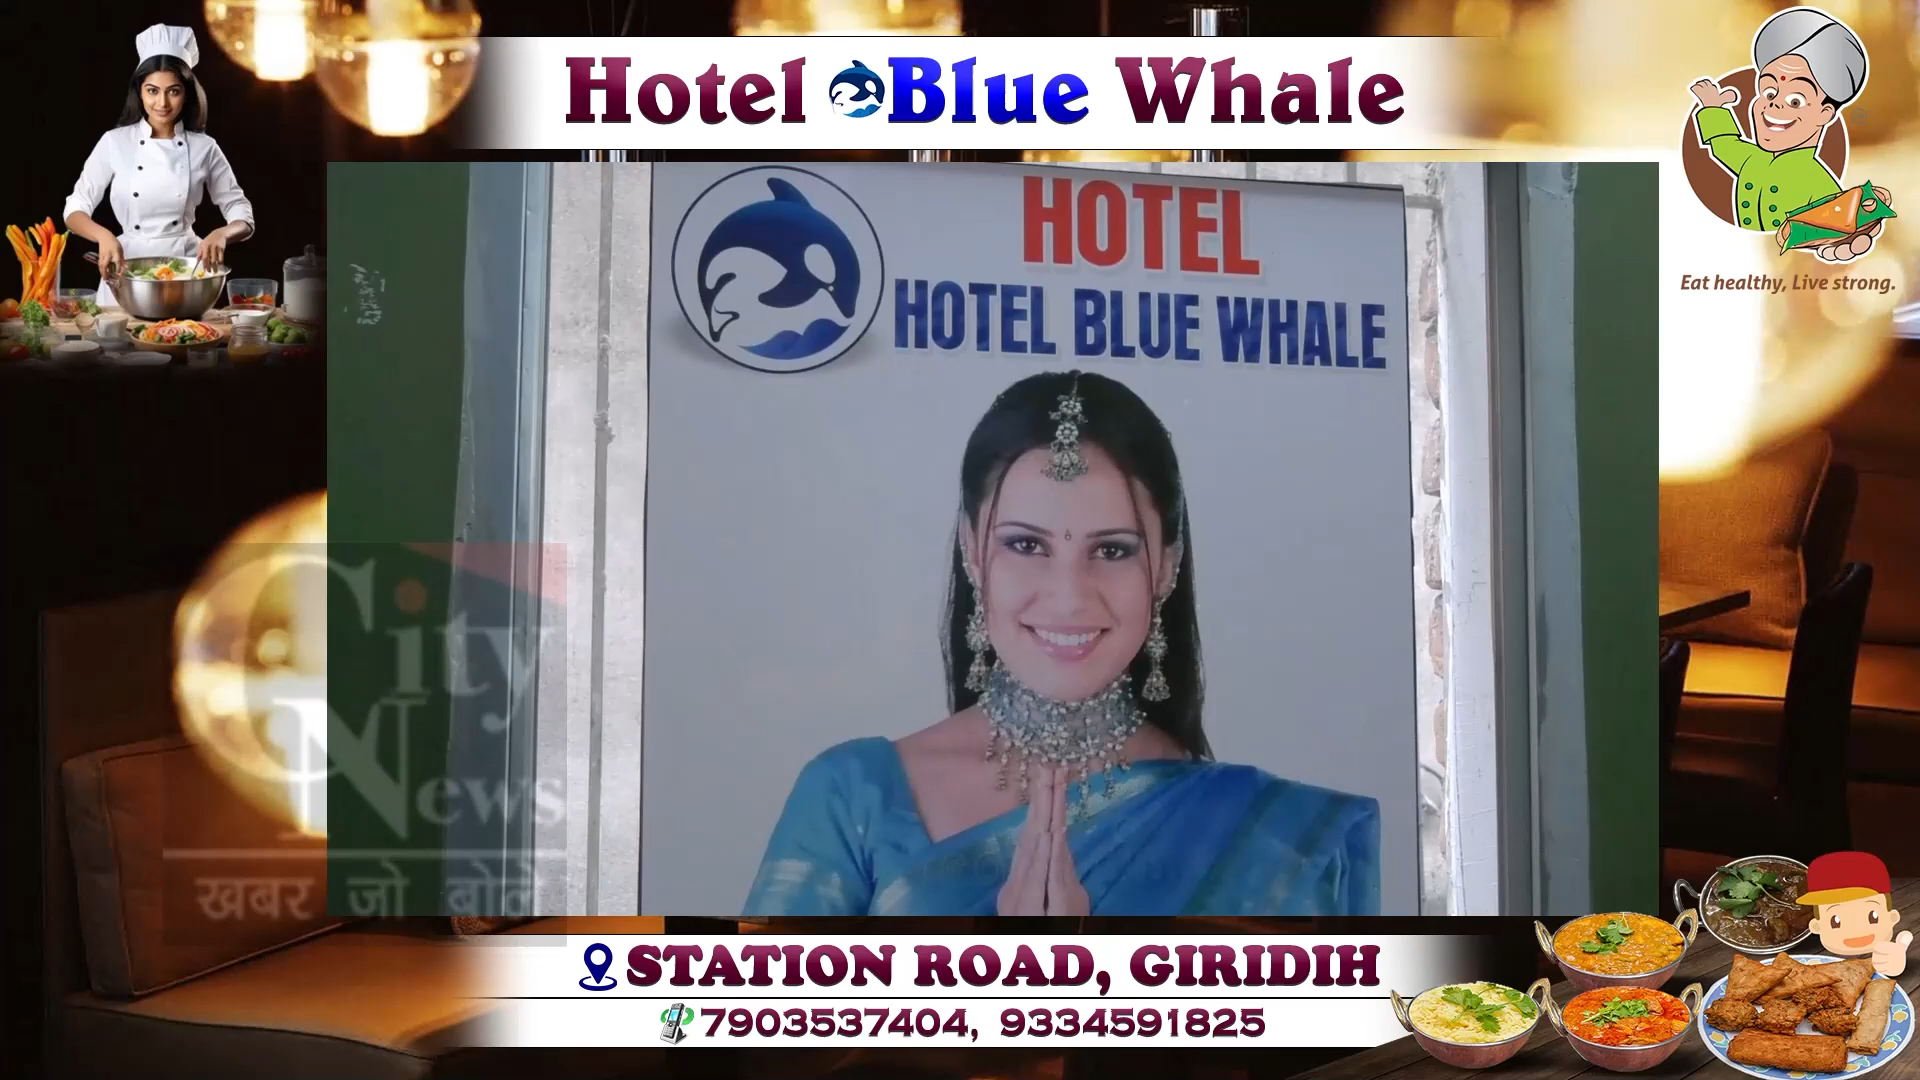 Hotel Blue Whale
HOTEL
HOTEL BLUE WHALE
Eat healthy, Live strong.
City
News
खबर जो बोले
STATION ROAD, GIRIDIH
7903537404, 9334591825